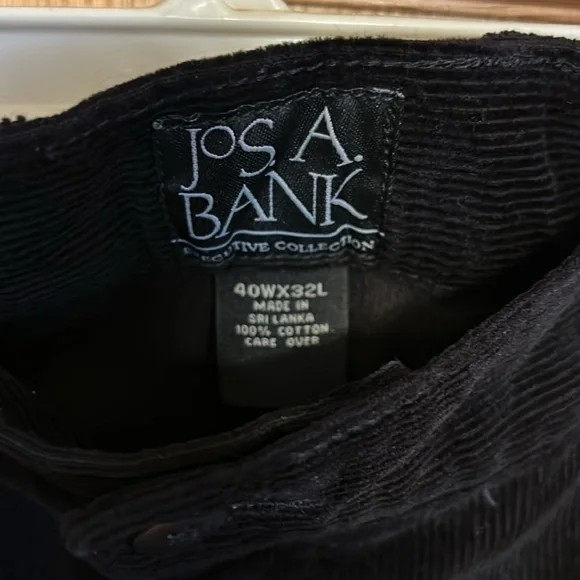 JOS. A.
BANK
EXECUTIVE COLLECTION
40WX32L
MADE IN
SRI LANKA
100% COTTON
CARE OVER